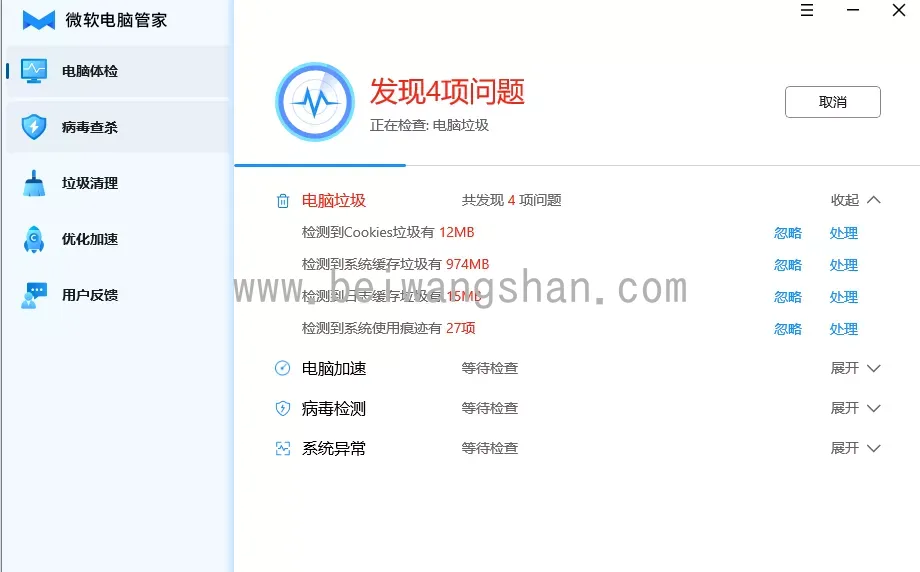 微软电脑管家
电脑体检
病毒查杀
垃圾清理
优化加速
用户反馈
发现4项问题
正在检查: 电脑垃圾
取消
电脑垃圾 共发现 4 项问题 收起
检测到Cookies垃圾有 12MB 忽略 处理
检测到系统缓存垃圾有 974MB 忽略 处理
www.beiwangshan.com
检测到日志缓存垃圾有 15MB 忽略 处理
检测到系统使用痕迹有 27项 忽略 处理
电脑加速 等待检查 展开
病毒检测 等待检查 展开
系统异常 等待检查 展开